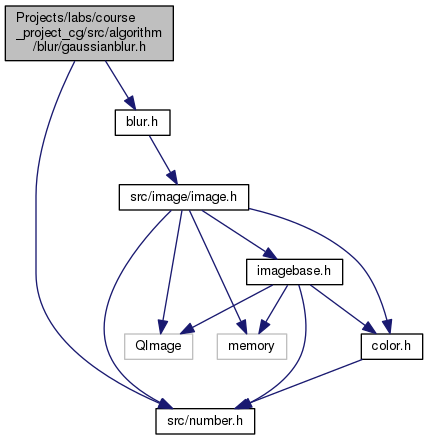 Projects/labs/course
_project_cg/src/algorithm
/blur/gaussianblur.h
blur.h
src/image/image.h
imagebase.h
QImage
memory
color.h
src/number.h